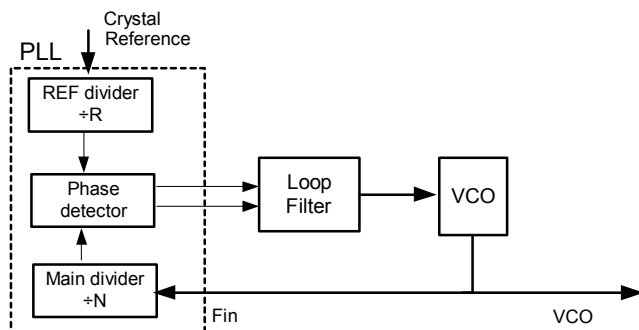 Crystal
Reference
PLL
REF divider
÷R
Phase
detector
Loop
Filter
VCO
Main divider
÷N
Fin
VCO